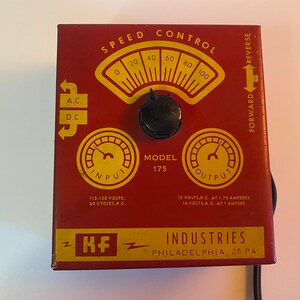 SPEED CONTROL
0 20 40 60 80 100
FORWARD REVERSE
A.C.
D.C.
MODEL
175
INPUT
OUTPUT
115-120 VOLTS,
60 CYCLES, A.C.
12 VOLTS, D.C. AT 1.75 AMPERES
16 VOLTS, A.C. AT 1 AMPERE
HF
INDUSTRIES
PHILADELPHIA, 25 PA